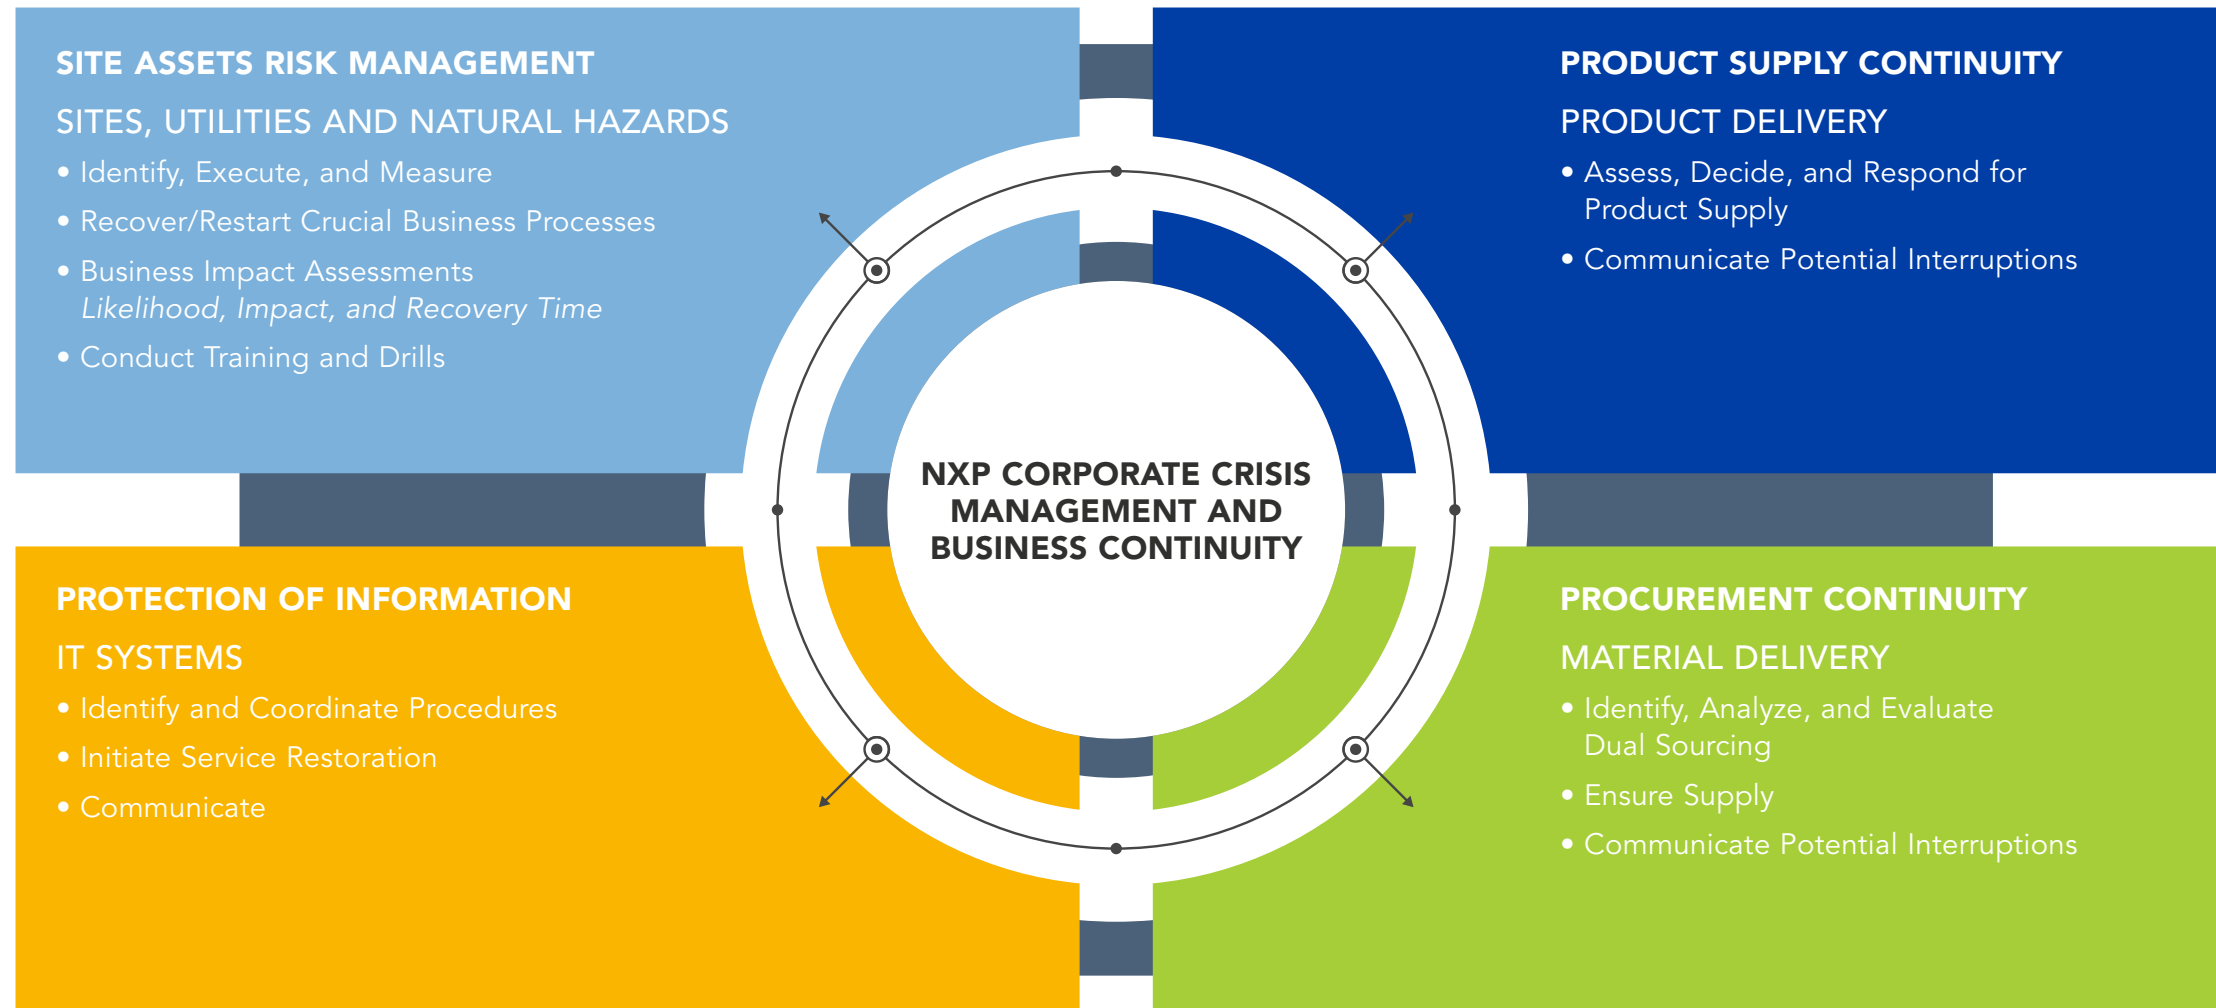 SITE ASSETS RISK MANAGEMENT
SITES, UTILITIES AND NATURAL HAZARDS
• Identify, Execute, and Measure
• Recover/Restart Crucial Business Processes
• Business Impact Assessments
Likelihood, Impact, and Recovery Time
• Conduct Training and Drills
PRODUCT SUPPLY CONTINUITY
PRODUCT DELIVERY
• Assess, Decide, and Respond for
Product Supply
• Communicate Potential Interruptions
NXP CORPORATE CRISIS
MANAGEMENT AND
BUSINESS CONTINUITY
PROTECTION OF INFORMATION
IT SYSTEMS
• Identify and Coordinate Procedures
• Initiate Service Restoration
• Communicate
PROCUREMENT CONTINUITY
MATERIAL DELIVERY
• Identify, Analyze, and Evaluate
Dual Sourcing
• Ensure Supply
• Communicate Potential Interruptions